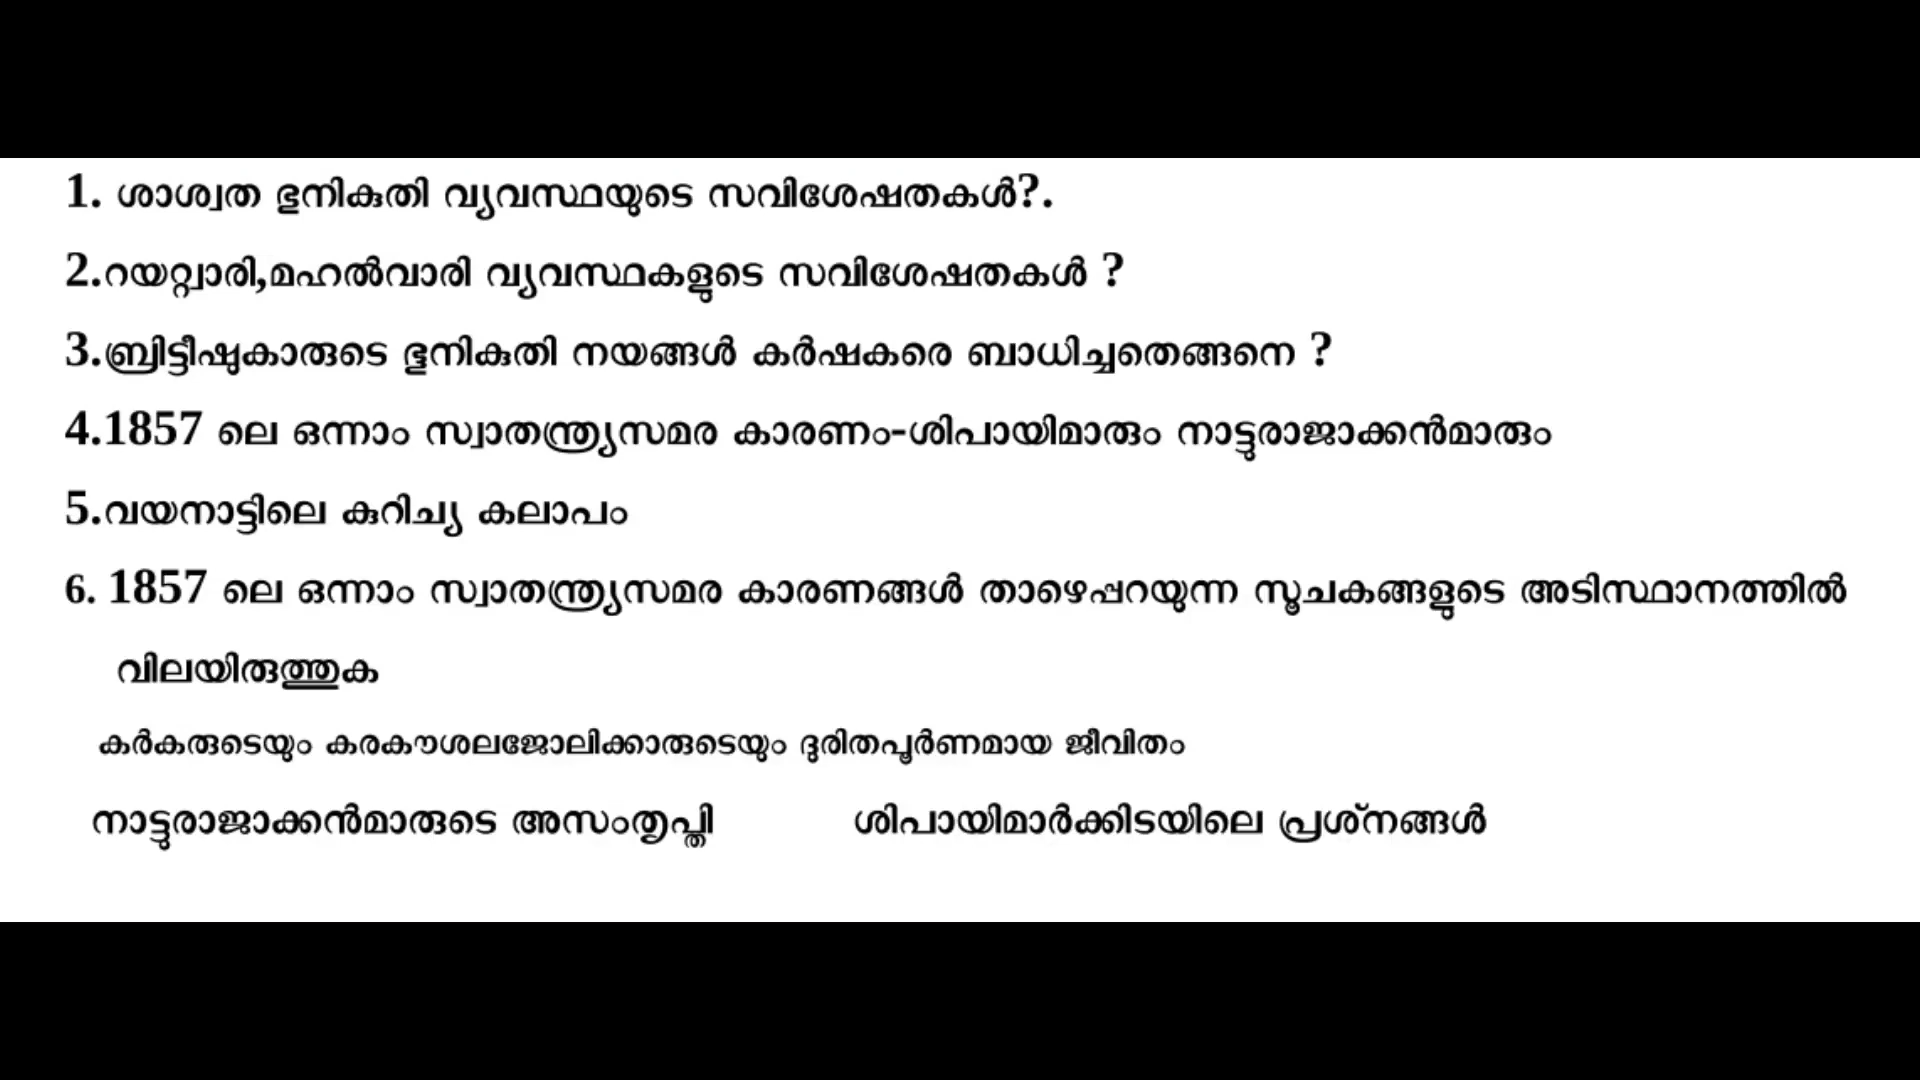 1. ശാശ്വത ഭൂനികുതി വ്യവസ്ഥയുടെ സവിശേഷതകൾ?.
2.റയറ്റ്വാരി,മഹൽവാരി വ്യവസ്ഥകളുടെ സവിശേഷതകൾ ?
3.ബ്രിട്ടീഷുകാരുടെ ഭൂനികുതി നയങ്ങൾ കർഷകരെ ബാധിച്ചതെങ്ങനെ ?
4.1857 ലെ ഒന്നാം സ്വാതന്ത്ര്യസമര കാരണം-ശിപായിമാരും നാട്ടുരാജാക്കൻമാരും
5.വയനാട്ടിലെ കുറിച്യ കലാപം
6. 1857 ലെ ഒന്നാം സ്വാതന്ത്ര്യസമര കാരണങ്ങൾ താഴെപ്പറയുന്ന സൂചകങ്ങളുടെ അടിസ്ഥാനത്തിൽ
വിലയിരുത്തുക
കർകരുടെയും കരകൗശലജോലിക്കാരുടെയും ദുരിതപൂർണമായ ജീവിതം
നാട്ടുരാജാക്കൻമാരുടെ അസംതൃപ്തി ശിപായിമാർക്കിടയിലെ പ്രശ്നങ്ങൾ